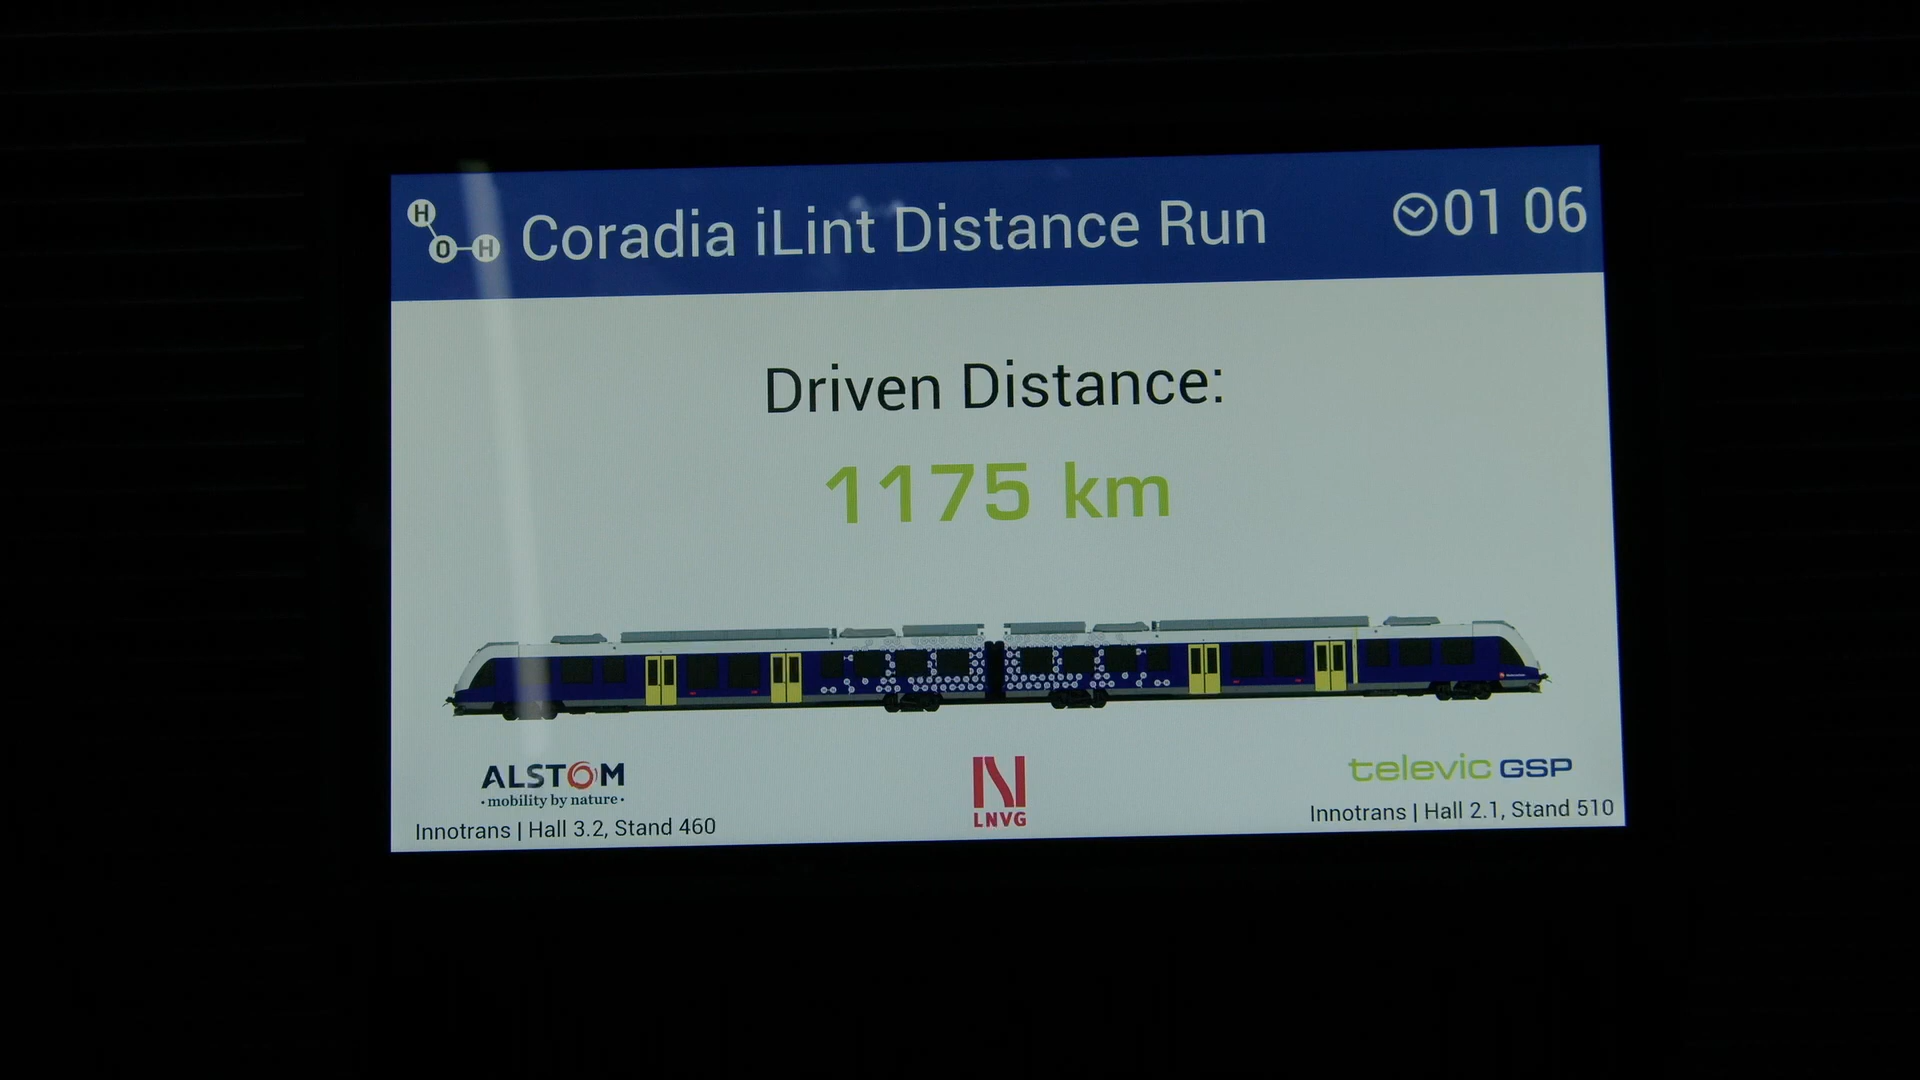 H
O H
Coradia iLint Distance Run
01 06
Driven Distance:
1175 km
ALSTOM
• mobility by nature •
Innotrans | Hall 3.2, Stand 460
LNVG
televic GSP
Innotrans | Hall 2.1, Stand 510